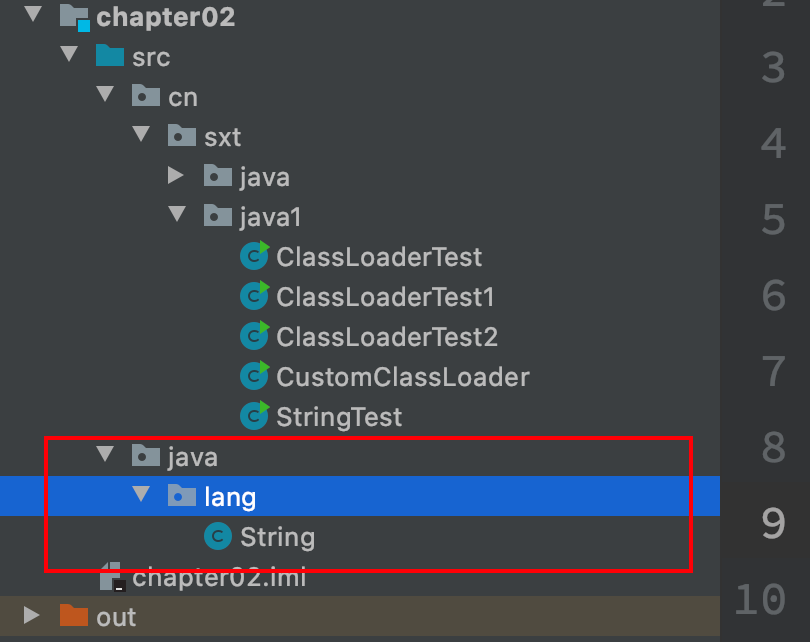 chapter02
src
3
cn
sxt
4
java
java1
5
ClassLoaderTest
ClassLoaderTest1
6
ClassLoaderTest2
CustomClassLoader
7
StringTest
java
8
lang
String
9
chapter02.iml
10
out